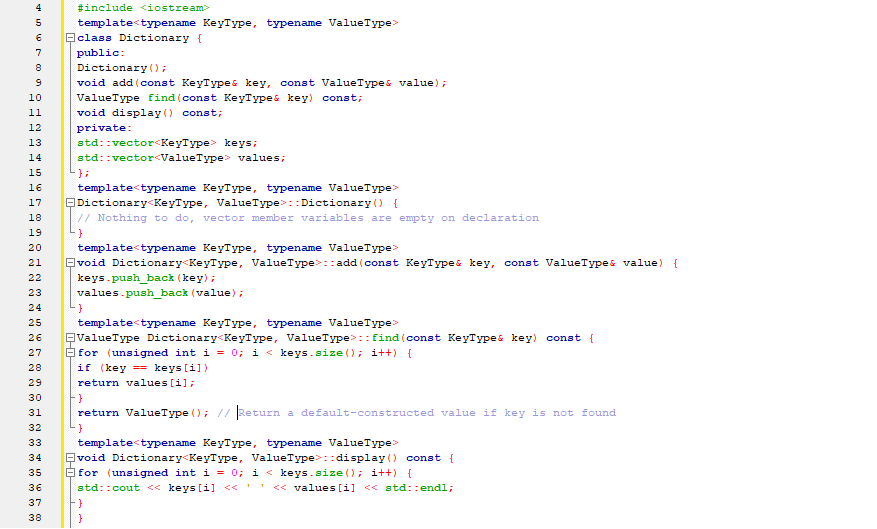 4 #include <iostream>
5 template<typename KeyType, typename ValueType>
6 class Dictionary {
7 public:
8 Dictionary();
9 void add(const KeyType& key, const ValueType& value);
10 ValueType find(const KeyType& key) const;
11 void display() const;
12 private:
13 std::vector<KeyType> keys;
14 std::vector<ValueType> values;
15 };
16 template<typename KeyType, typename ValueType>
17 Dictionary<KeyType, ValueType>::Dictionary() {
18 // Nothing to do, vector member variables are empty on declaration
19 }
20 template<typename KeyType, typename ValueType>
21 void Dictionary<KeyType, ValueType>::add(const KeyType& key, const ValueType& value) {
22 keys.push_back(key);
23 values.push_back(value);
24 }
25 template<typename KeyType, typename ValueType>
26 ValueType Dictionary<KeyType, ValueType>::find(const KeyType& key) const {
27 for (unsigned int i = 0; i < keys.size(); i++) {
28 if (key == keys[i])
29 return values[i];
30 }
31 return ValueType(); // Return a default-constructed value if key is not found
32 }
33 template<typename KeyType, typename ValueType>
34 void Dictionary<KeyType, ValueType>::display() const {
35 for (unsigned int i = 0; i < keys.size(); i++) {
36 std::cout << keys[i] << ' ' << values[i] << std::endl;
37 }
38 }